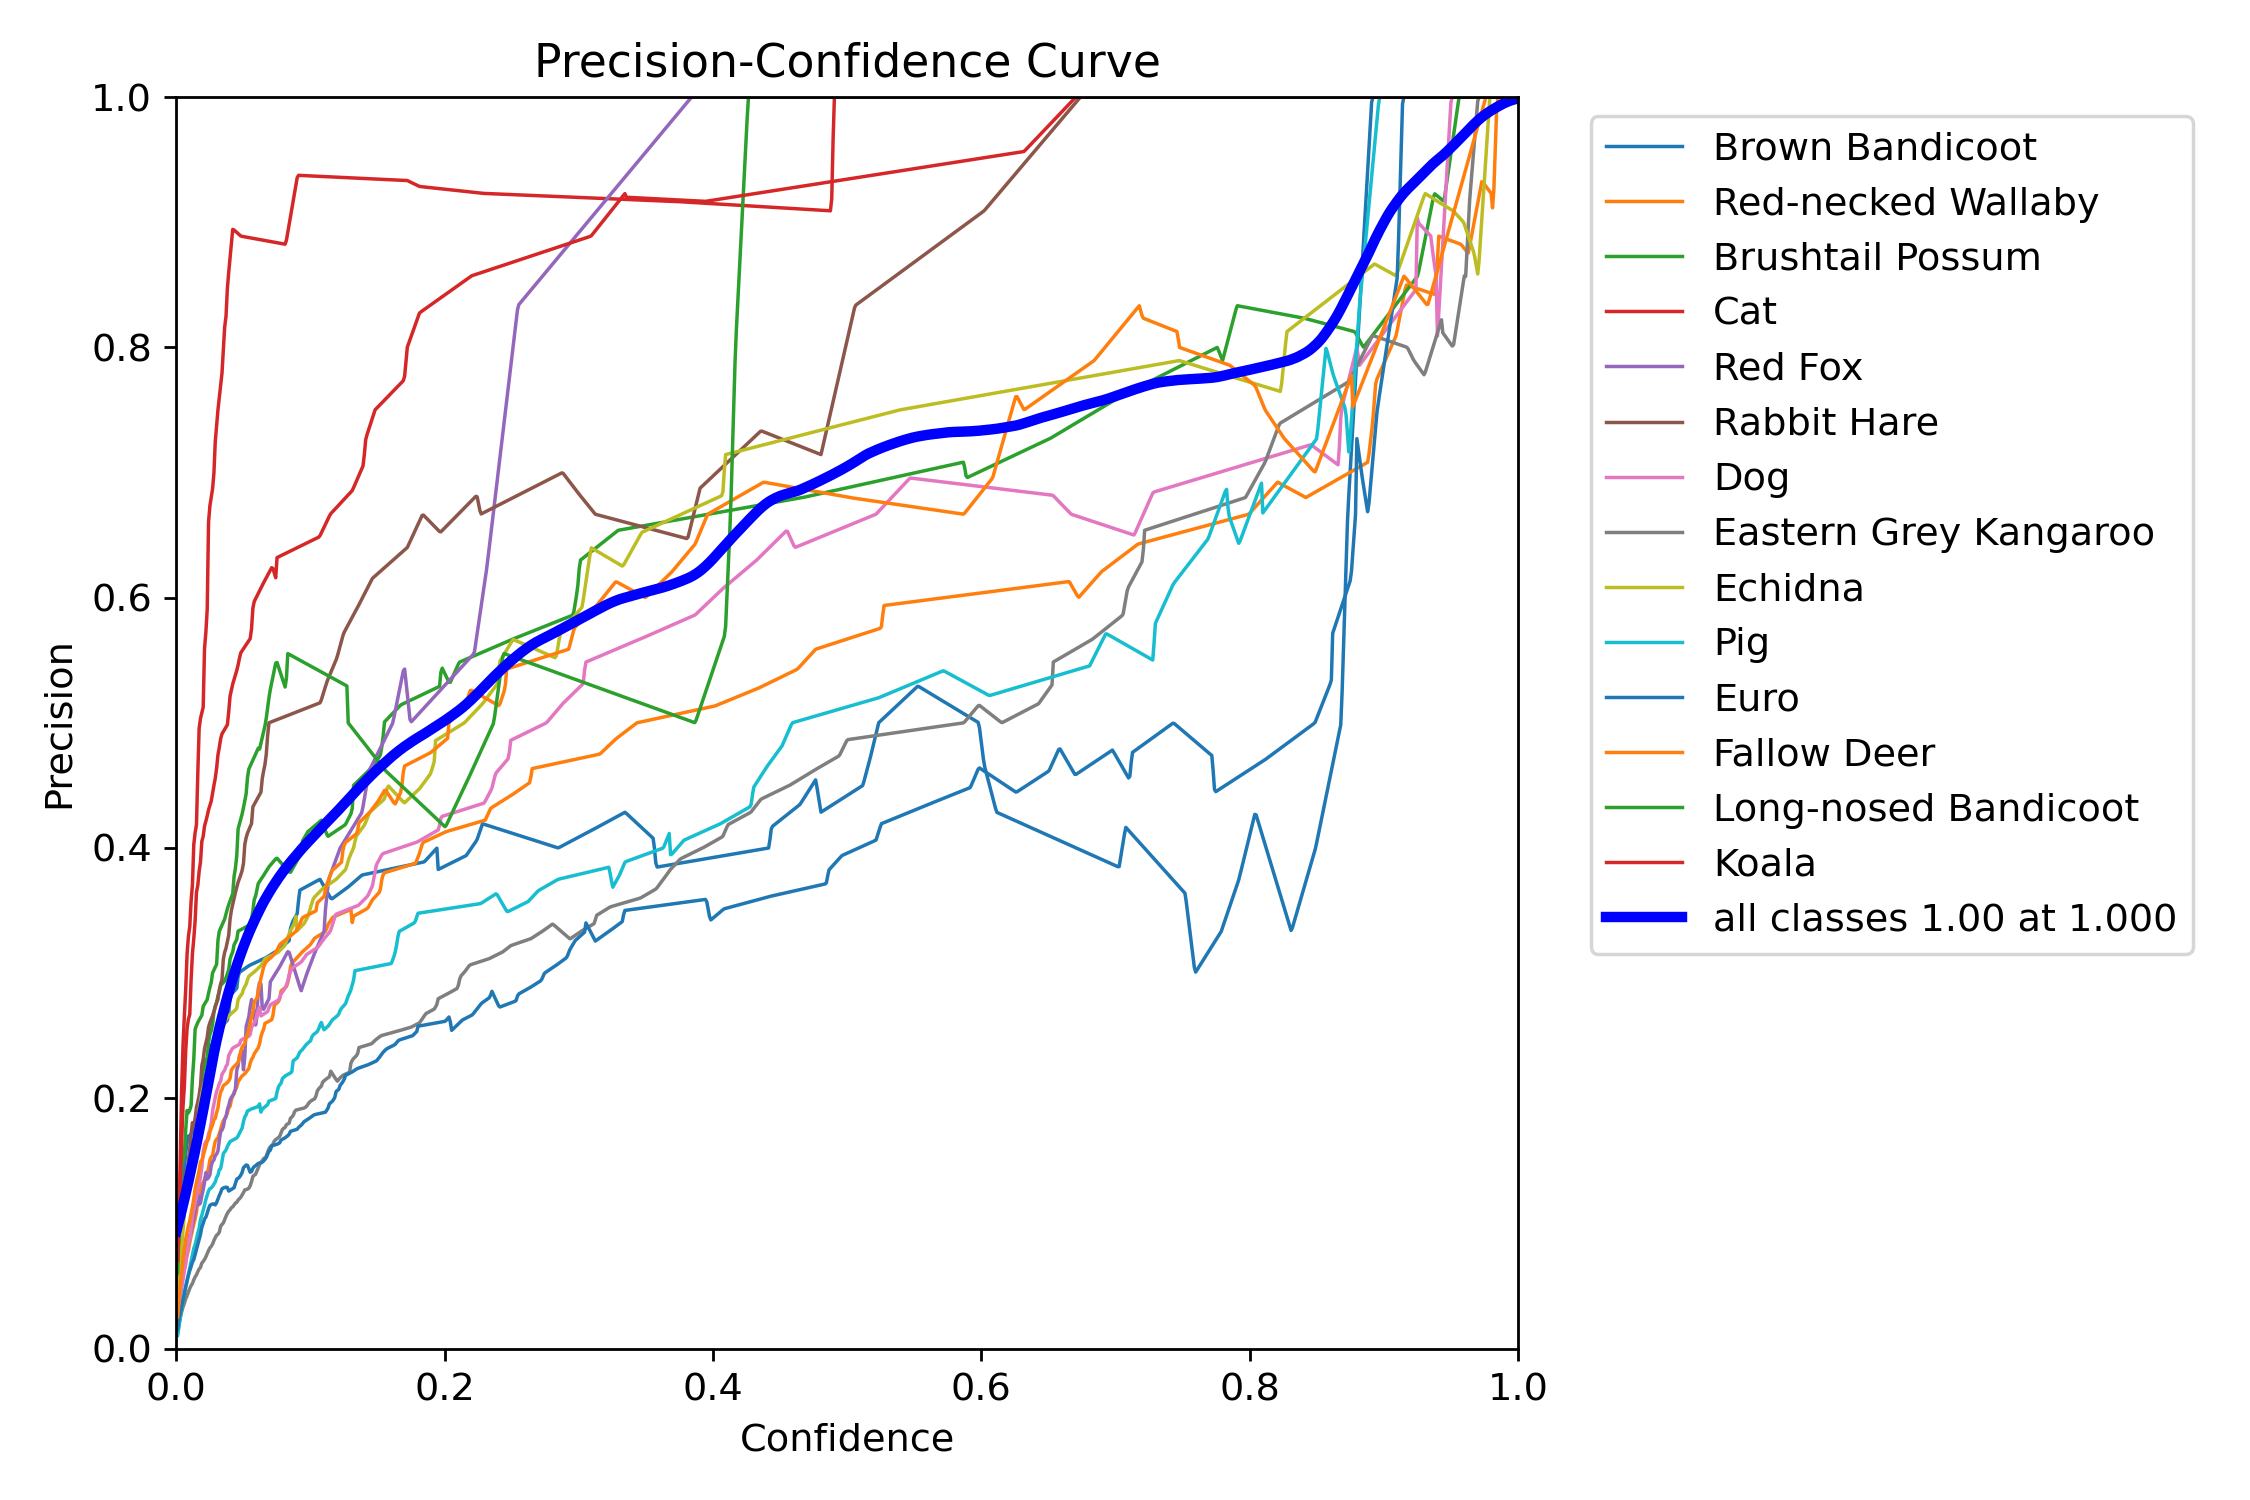 Precision-Confidence Curve
1.0
0.8
0.6
0.4
0.2
0.0
Precision
0.0 0.2 0.4 0.6 0.8 1.0
Confidence
Brown Bandicoot
Red-necked Wallaby
Brushtail Possum
Cat
Red Fox
Rabbit Hare
Dog
Eastern Grey Kangaroo
Echidna
Pig
Euro
Fallow Deer
Long-nosed Bandicoot
Koala
all classes 1.00 at 1.000